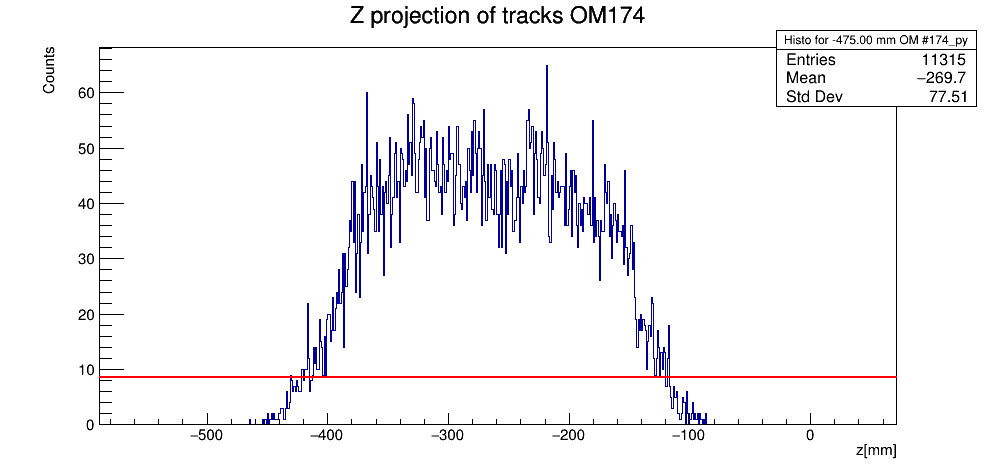 Z projection of tracks OM174
Histo for -475.00 mm OM #174_py
Entries 11315
Mean −269.7
Std Dev 77.51
Counts
60
50
40
30
20
10
0
−500 −400 −300 −200 −100 0
z[mm]